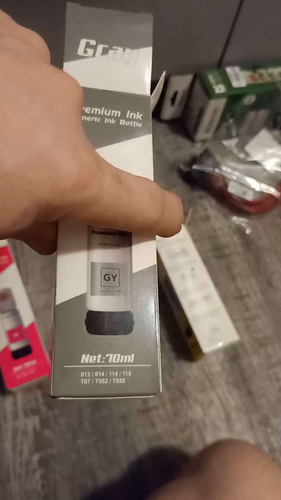 Premium Ink
Generic Ink Bottle
GY
Net:70ml
013 / 014 / 114 / 115
T07 / T552 / T555